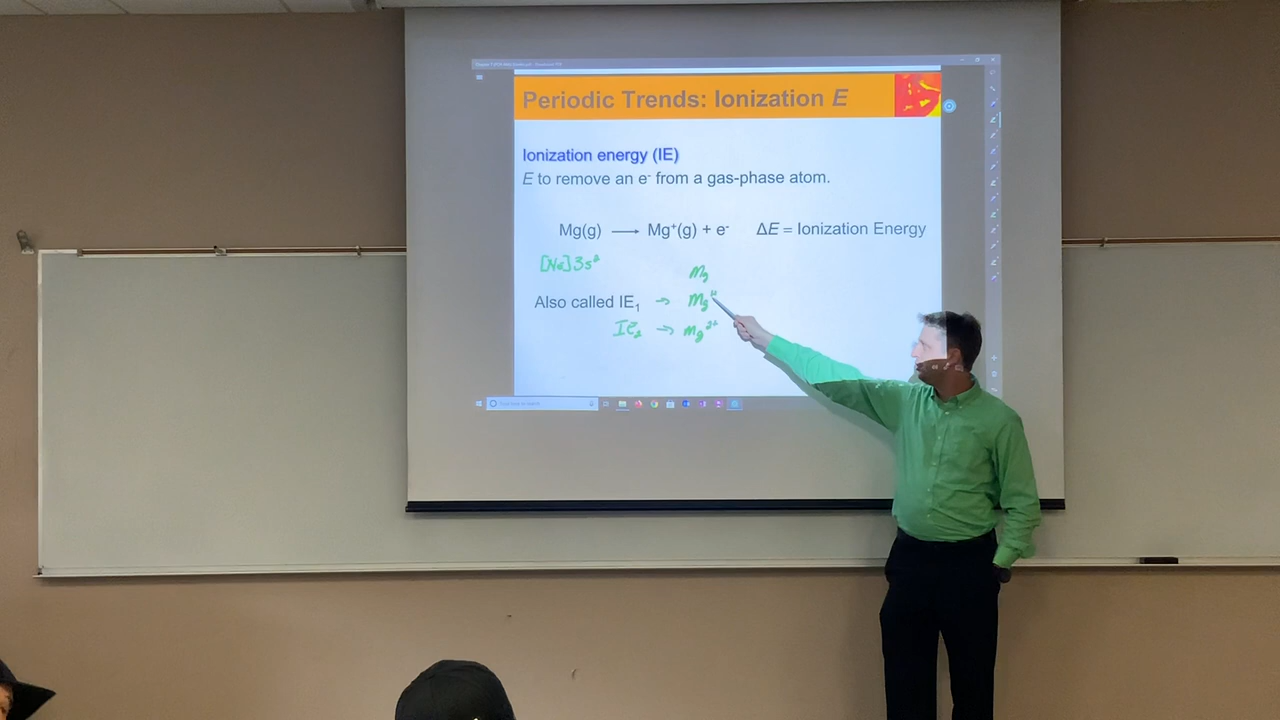 Periodic Trends: Ionization E
Ionization energy (IE)
E to remove an e⁻ from a gas-phase atom.
Mg(g) ⟶ Mg⁺(g) + e⁻ ΔE = Ionization Energy
[Ne]3s²
Mg
Also called IE₁ → Mg
IE₂ → Mg²⁺